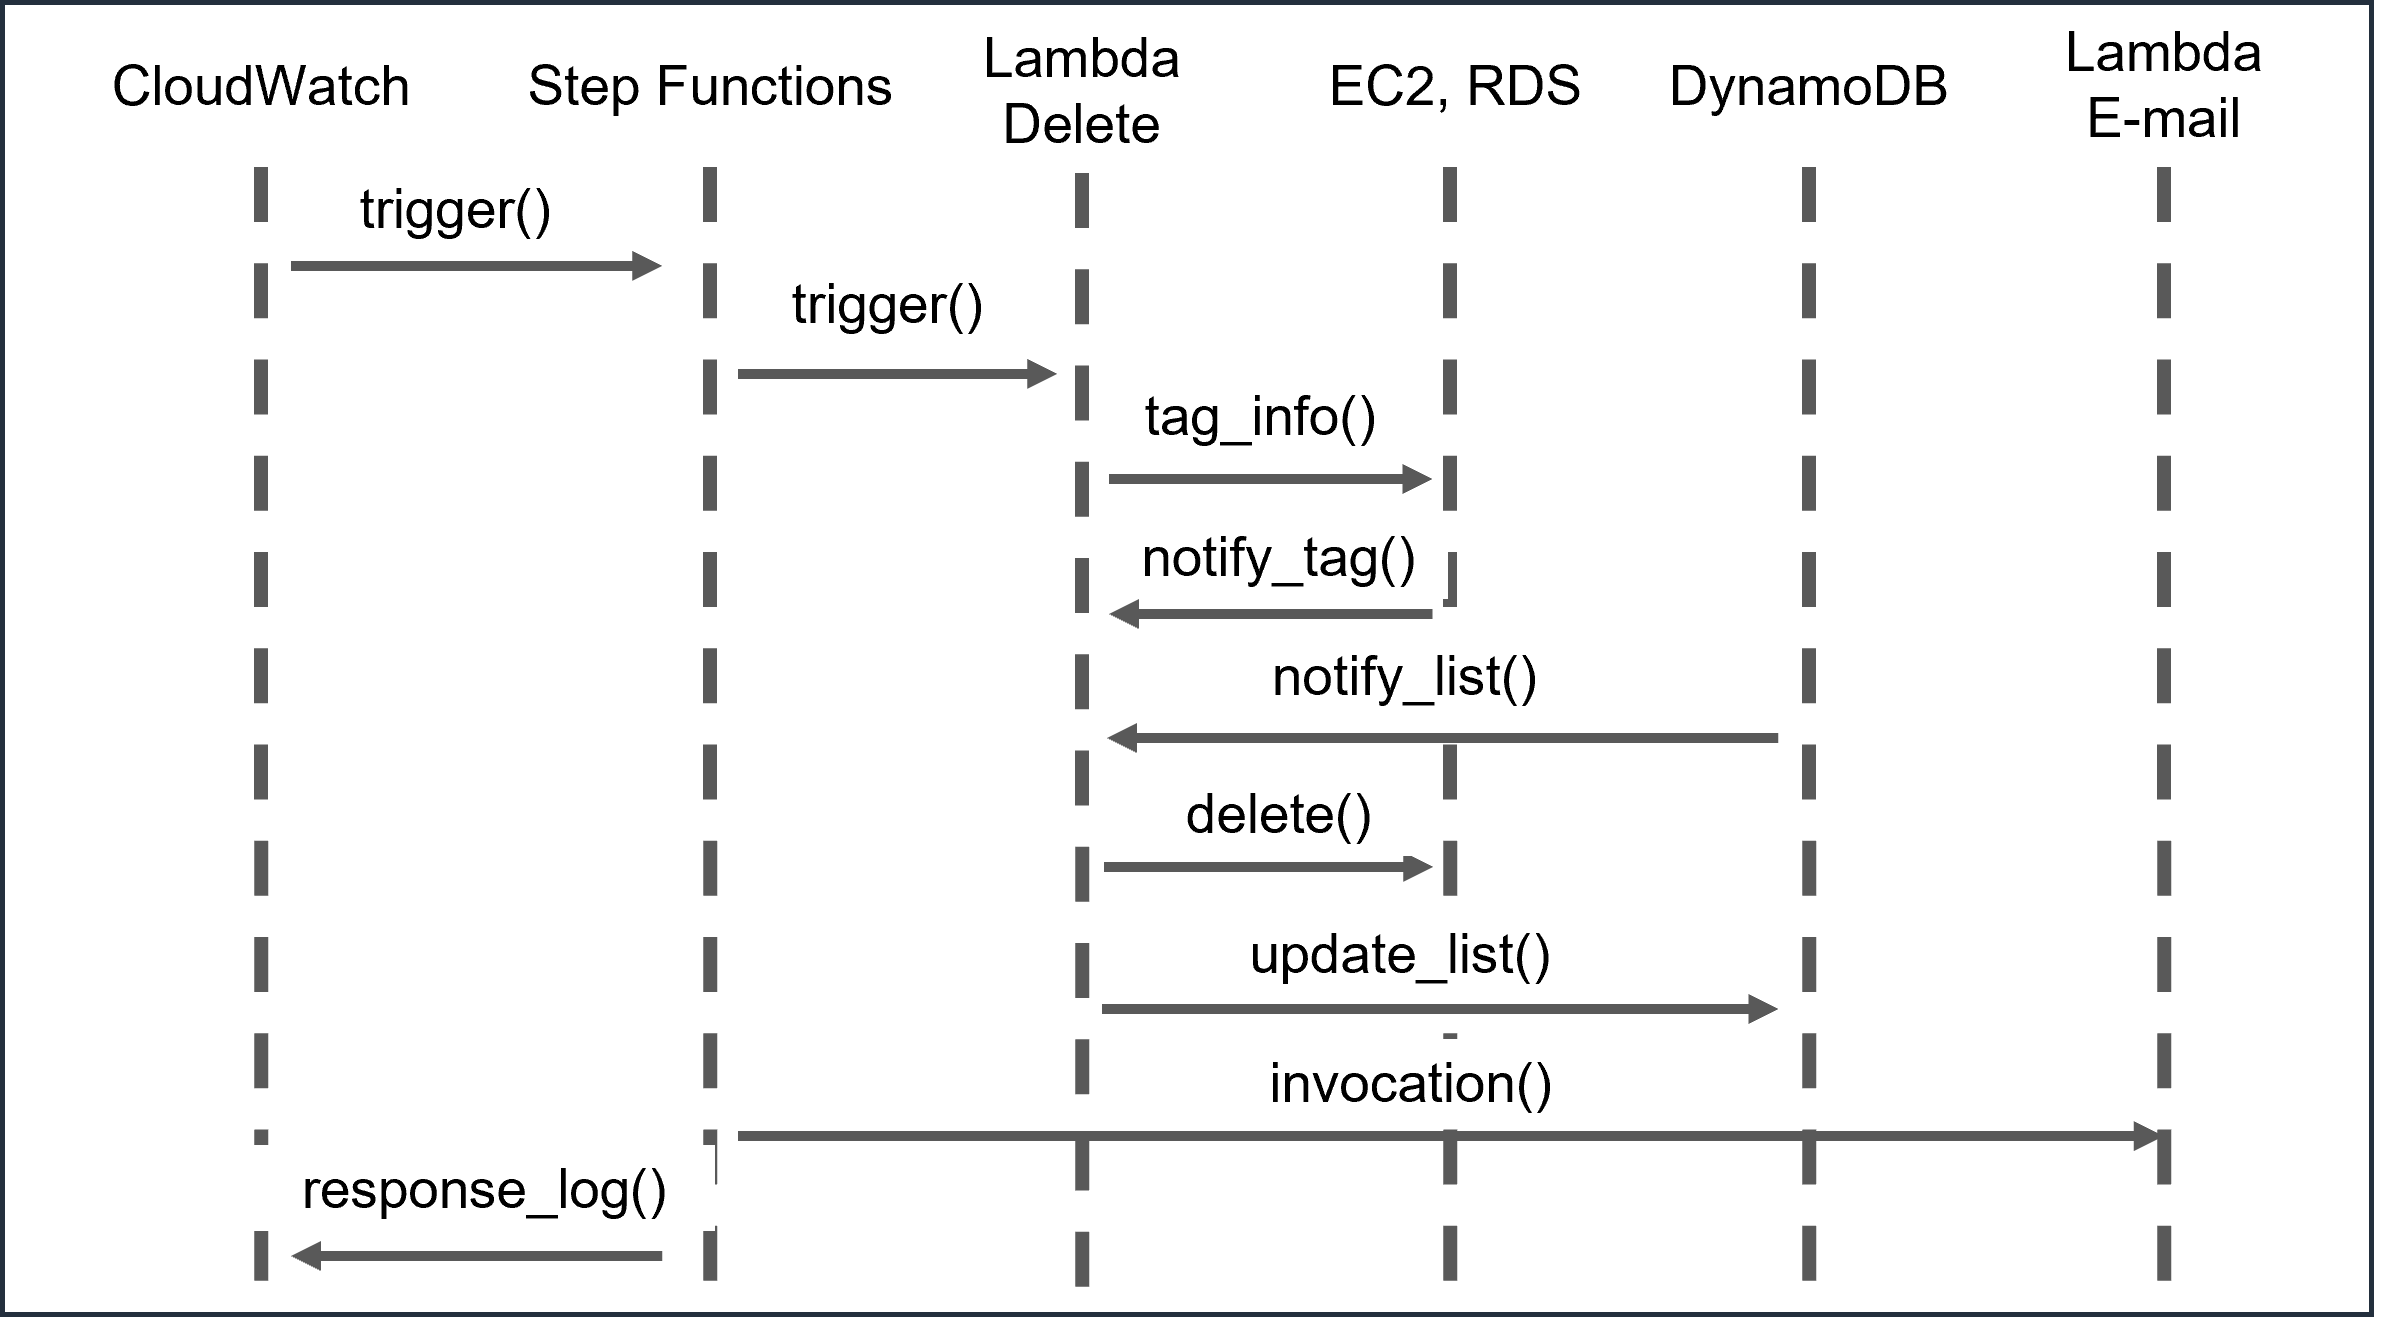 CloudWatch
Step Functions
Lambda
Delete
EC2, RDS
DynamoDB
Lambda
E-mail
trigger()
trigger()
tag_info()
notify_tag()
notify_list()
delete()
update_list()
invocation()
response_log()